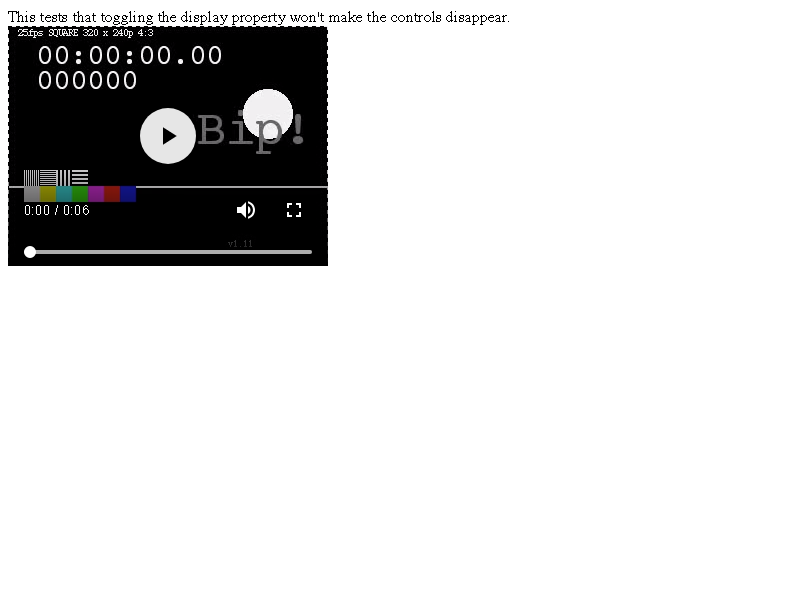 This tests that toggling the display property won't make the controls disappear.
25fps SQUARE 320 x 240p 4:3
00:00:00.00
000000
Bip!
0:00 / 0:06
v1.11